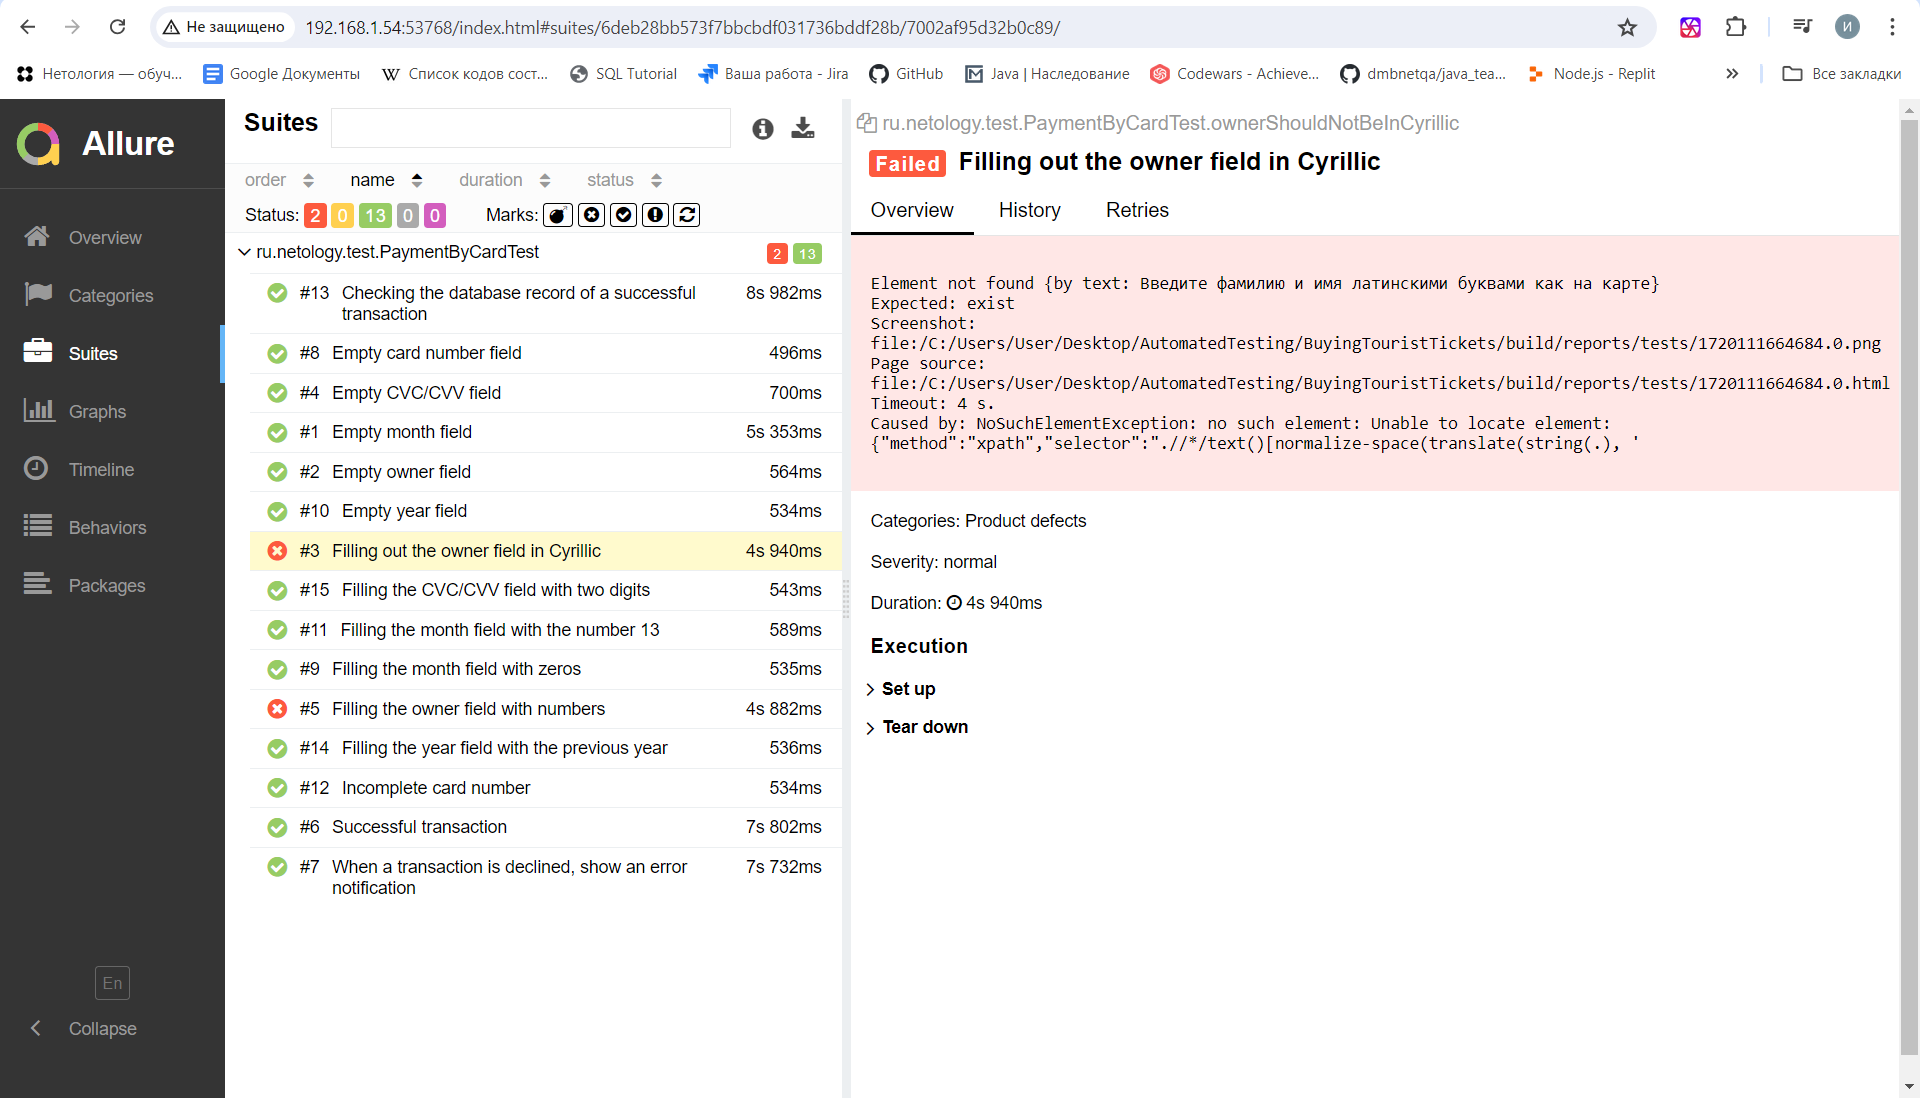 Не защищено
192.168.1.54:53768/index.html#suites/6deb28bb573f7bbcbdf031736bddf28b/7002af95d32b0c89/
И
Нетология — обуч...
Google Документы
Список кодов сост...
SQL Tutorial
Ваша работа - Jira
GitHub
Java | Наследование
Codewars - Achieve...
dmbnetqa/java_tea...
Node.js - Replit
Все закладки
Allure
Overview
Categories
Suites
Graphs
Timeline
Behaviors
Packages
En
Collapse
Suites
order name duration status
Status: 2 0 13 0 0 Marks:
ru.netology.test.PaymentByCardTest 2 13
#13 Checking the database record of a successful 8s 982ms
transaction
#8 Empty card number field 496ms
#4 Empty CVC/CVV field 700ms
#1 Empty month field 5s 353ms
#2 Empty owner field 564ms
#10 Empty year field 534ms
#3 Filling out the owner field in Cyrillic 4s 940ms
#15 Filling the CVC/CVV field with two digits 543ms
#11 Filling the month field with the number 13 589ms
#9 Filling the month field with zeros 535ms
#5 Filling the owner field with numbers 4s 882ms
#14 Filling the year field with the previous year 536ms
#12 Incomplete card number 534ms
#6 Successful transaction 7s 802ms
#7 When a transaction is declined, show an error 7s 732ms
notification
ru.netology.test.PaymentByCardTest.ownerShouldNotBeInCyrillic
Failed Filling out the owner field in Cyrillic
Overview History Retries
Element not found {by text: Введите фамилию и имя латинскими буквами как на карте}
Expected: exist
Screenshot:
file:/C:/Users/User/Desktop/AutomatedTesting/BuyingTouristTickets/build/reports/tests/1720111664684.0.png
Page source:
file:/C:/Users/User/Desktop/AutomatedTesting/BuyingTouristTickets/build/reports/tests/1720111664684.0.html
Timeout: 4 s.
Caused by: NoSuchElementException: no such element: Unable to locate element:
{"method":"xpath","selector":".//*/text()[normalize-space(translate(string(.), '
Categories: Product defects
Severity: normal
Duration: 4s 940ms
Execution
Set up
Tear down